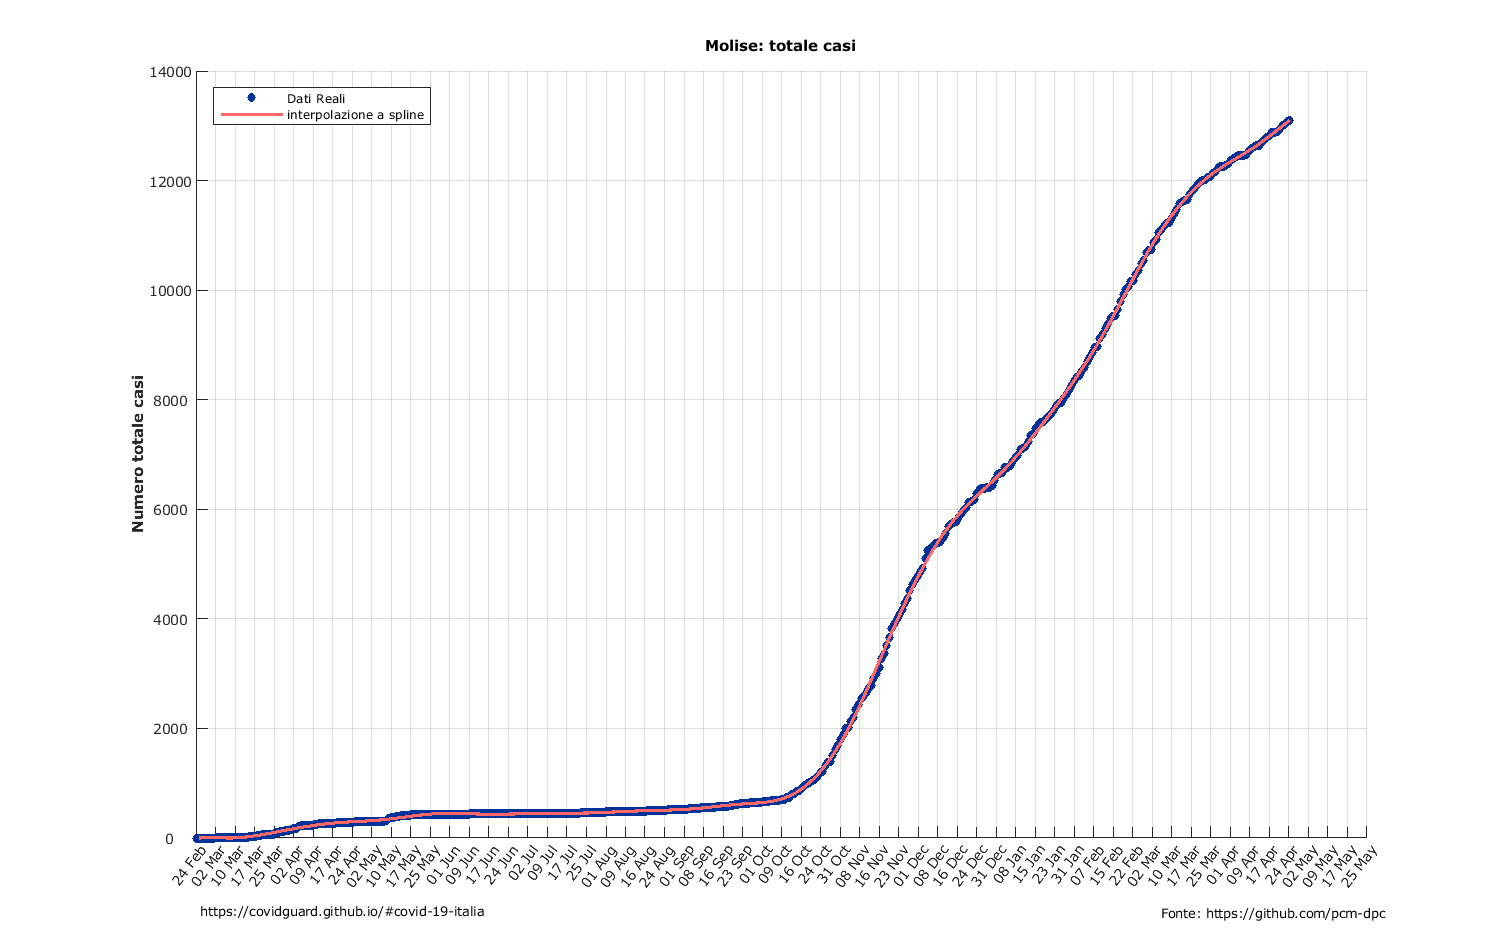 Molise: totale casi
14000
12000
10000
8000
6000
4000
2000
0
Numero totale casi
Dati Reali
interpolazione a spline
24 Feb
02 Mar
10 Mar
17 Mar
25 Mar
02 Apr
09 Apr
17 Apr
24 Apr
02 May
10 May
17 May
25 May
01 Jun
09 Jun
17 Jun
24 Jun
02 Jul
09 Jul
17 Jul
25 Jul
01 Aug
09 Aug
16 Aug
24 Aug
01 Sep
08 Sep
16 Sep
23 Sep
01 Oct
09 Oct
16 Oct
24 Oct
31 Oct
08 Nov
16 Nov
23 Nov
01 Dec
08 Dec
16 Dec
24 Dec
31 Dec
08 Jan
15 Jan
23 Jan
31 Jan
07 Feb
15 Feb
22 Feb
02 Mar
10 Mar
17 Mar
25 Mar
01 Apr
09 Apr
17 Apr
24 Apr
02 May
09 May
17 May
25 May
https://covidguard.github.io/#covid-19-italia
Fonte: https://github.com/pcm-dpc